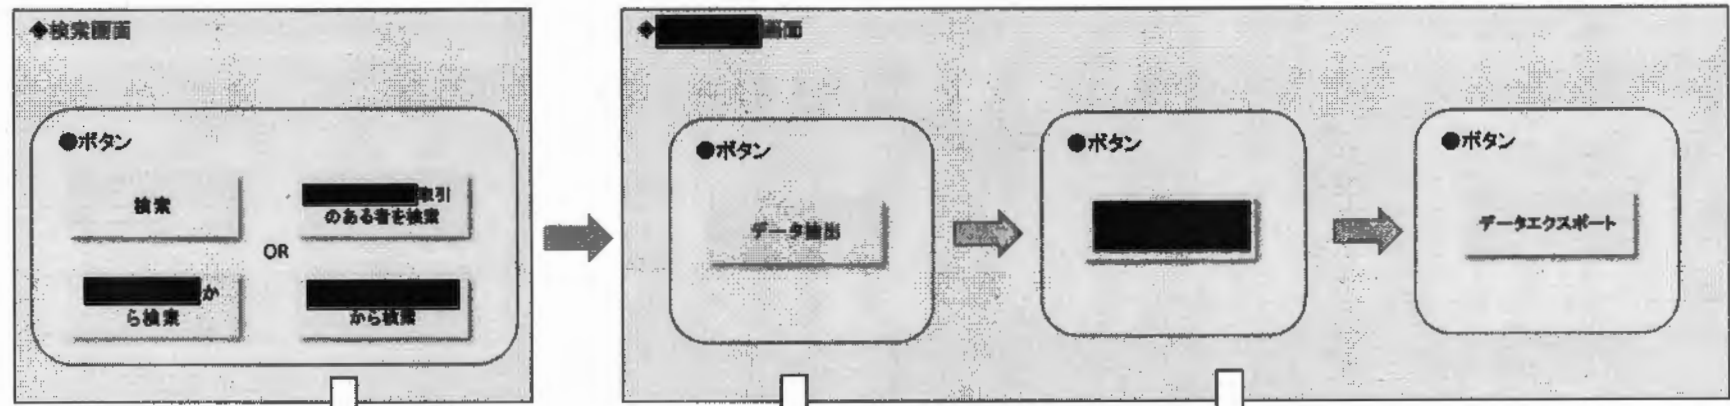 ◆検索画面
●ボタン
検索
取引
のある者を検索
OR
か
ら検索
から検索
◆画面
●ボタン
データ抽出
●ボタン
●ボタン
データエクスポート